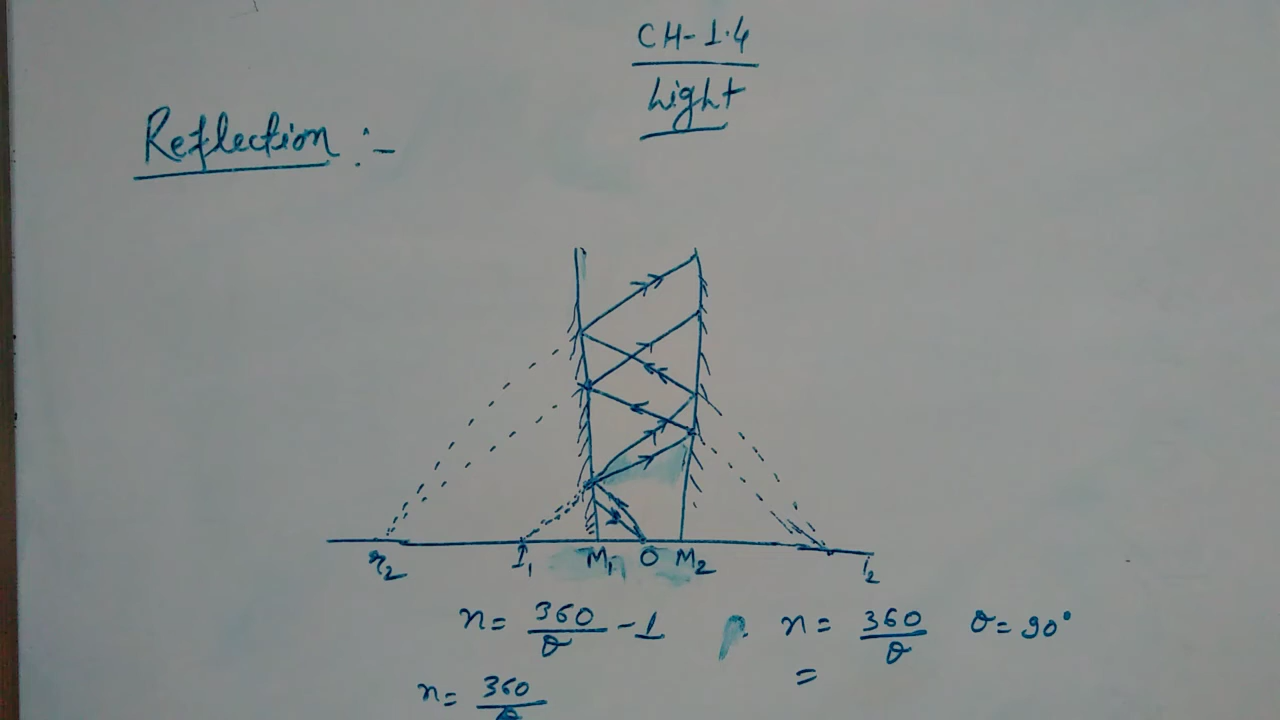 CH-1.4
Light
Reflection :-
I₂ I₁ M₁ O M₂ I₂
n = 360/θ - 1 n = 360/θ θ = 90°
=
n = 360/θ